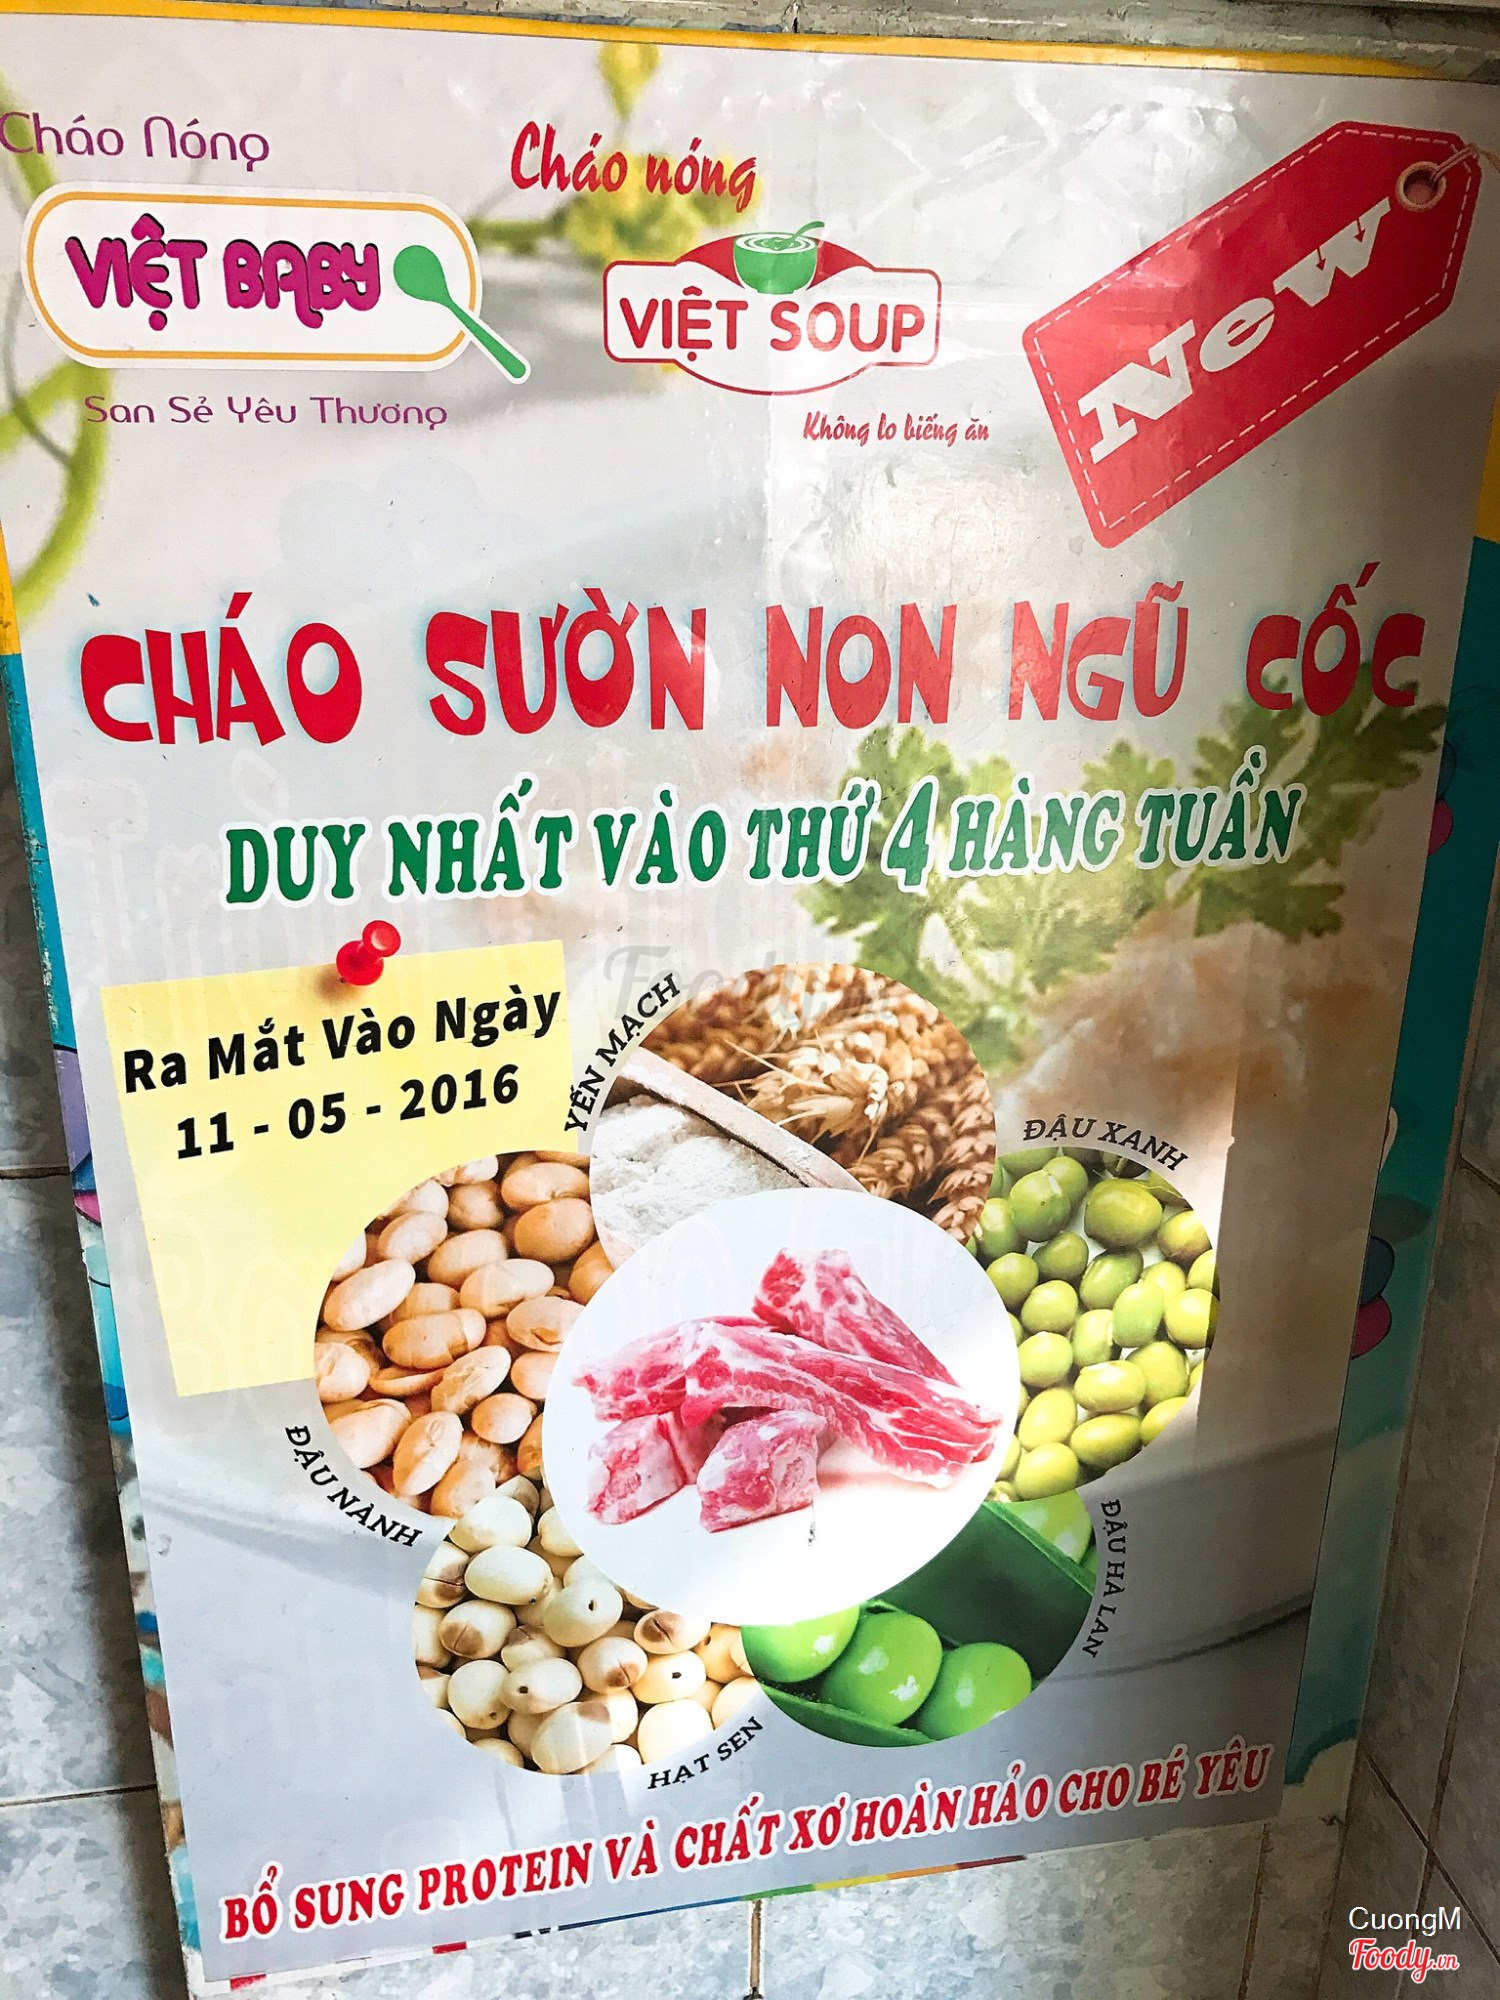 Cháo Nóng
VIỆT BABY
San Sẻ Yêu Thương
Cháo nóng
VIỆT SOUP
Không lo biếng ăn
New
CHÁO SƯỜN NON NGŨ CỐC
DUY NHẤT VÀO THỨ 4 HÀNG TUẦN
Ra Mắt Vào Ngày
11 - 05 - 2016
YẾN MẠCH
ĐẬU XANH
ĐẬU NÀNH
ĐẬU HÀ LAN
HẠT SEN
BỔ SUNG PROTEIN VÀ CHẤT XƠ HOÀN HẢO CHO BÉ YÊU
Foody.vn
CuongM
Foody.vn